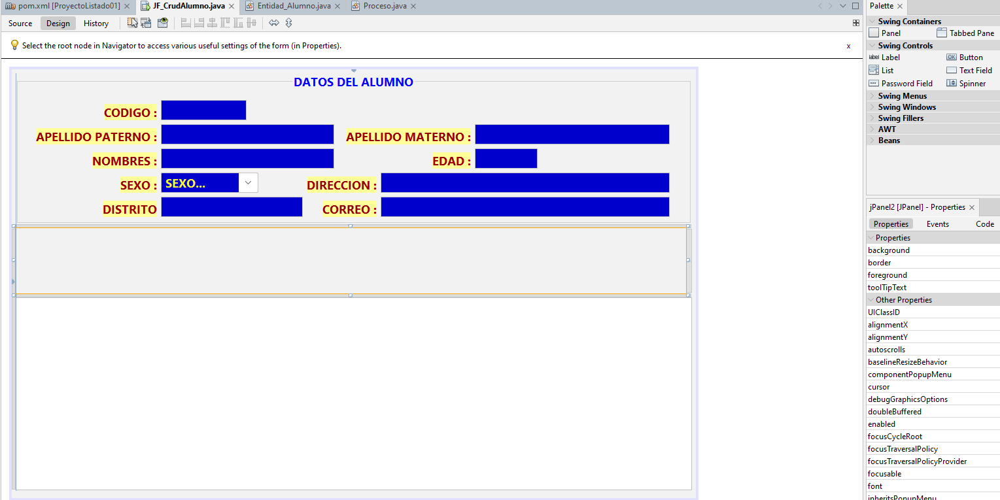 pom.xml [ProyectoListado01] JF_CrudAlumno.java Entidad_Alumno.java Proceso.java
Source Design History
Select the root node in Navigator to access various useful settings of the form (in Properties). x
DATOS DEL ALUMNO
CODIGO :
APELLIDO PATERNO : APELLIDO MATERNO :
NOMBRES : EDAD :
SEXO : SEXO... DIRECCION :
DISTRITO CORREO :
Palette
Swing Containers
Panel Tabbed Pane
Swing Controls
label Label OK Button
List Text Field
Password Field Spinner
Swing Menus
Swing Windows
Swing Fillers
AWT
Beans
jPanel2 [JPanel] - Properties
Properties Events Code
Properties
background
border
foreground
toolTipText
Other Properties
UIClassID
alignmentX
alignmentY
autoscrolls
baselineResizeBehavior
componentPopupMenu
cursor
debugGraphicsOptions
doubleBuffered
enabled
focusCycleRoot
focusTraversalPolicy
focusTraversalPolicyProvider
focusable
font
inheritsPopupMenu